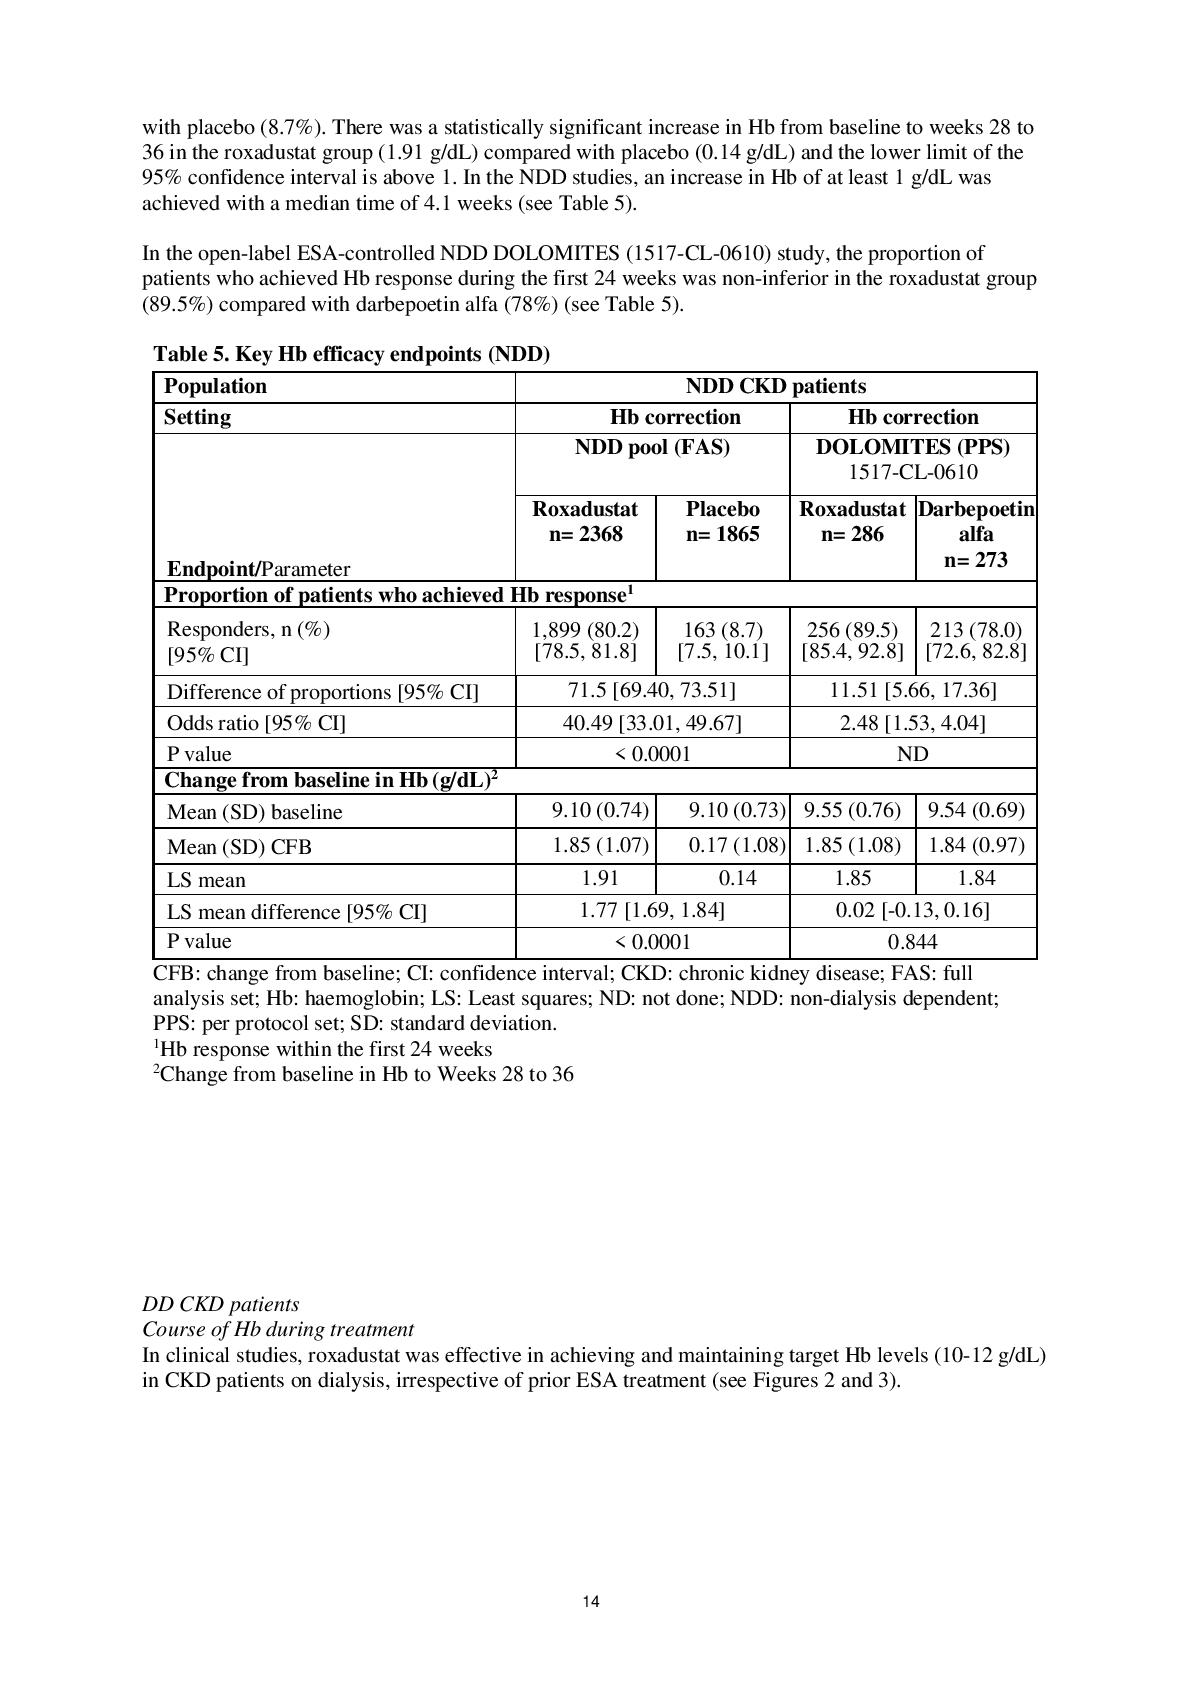 with placebo (8.7%). There was a statistically significant increase in Hb from baseline to weeks 28 to
36 in the roxadustat group (1.91 g/dL) compared with placebo (0.14 g/dL) and the lower limit of the
95% confidence interval is above 1. In the NDD studies, an increase in Hb of at least 1 g/dL was
achieved with a median time of 4.1 weeks (see Table 5).
In the open-label ESA-controlled NDD DOLOMITES (1517-CL-0610) study, the proportion of
patients who achieved Hb response during the first 24 weeks was non-inferior in the roxadustat group
(89.5%) compared with darbepoetin alfa (78%) (see Table 5).
Table 5. Key Hb efficacy endpoints (NDD)
Population NDD CKD patients
Setting Hb correction Hb correction
NDD pool (FAS) DOLOMITES (PPS)
1517-CL-0610
Roxadustat Placebo Roxadustat Darbepoetin
n= 2368 n= 1865 n= 286 alfa
n= 273
Endpoint/Parameter
Proportion of patients who achieved Hb response1
Responders, n (%) 1,899 (80.2) 163 (8.7) 256 (89.5) 213 (78.0)
[95% CI] [78.5, 81.8] [7.5, 10.1] [85.4, 92.8] [72.6, 82.8]
Difference of proportions [95% CI] 71.5 [69.40, 73.51] 11.51 [5.66, 17.36]
Odds ratio [95% CI] 40.49 [33.01, 49.67] 2.48 [1.53, 4.04]
P value < 0.0001 ND
Change from baseline in Hb (g/dL)2
Mean (SD) baseline 9.10 (0.74) 9.10 (0.73) 9.55 (0.76) 9.54 (0.69)
Mean (SD) CFB 1.85 (1.07) 0.17 (1.08) 1.85 (1.08) 1.84 (0.97)
LS mean 1.91 0.14 1.85 1.84
LS mean difference [95% CI] 1.77 [1.69, 1.84] 0.02 [-0.13, 0.16]
P value < 0.0001 0.844
CFB: change from baseline; CI: confidence interval; CKD: chronic kidney disease; FAS: full
analysis set; Hb: haemoglobin; LS: Least squares; ND: not done; NDD: non-dialysis dependent;
PPS: per protocol set; SD: standard deviation.
1Hb response within the first 24 weeks
2Change from baseline in Hb to Weeks 28 to 36
DD CKD patients
Course of Hb during treatment
In clinical studies, roxadustat was effective in achieving and maintaining target Hb levels (10-12 g/dL)
in CKD patients on dialysis, irrespective of prior ESA treatment (see Figures 2 and 3).
14